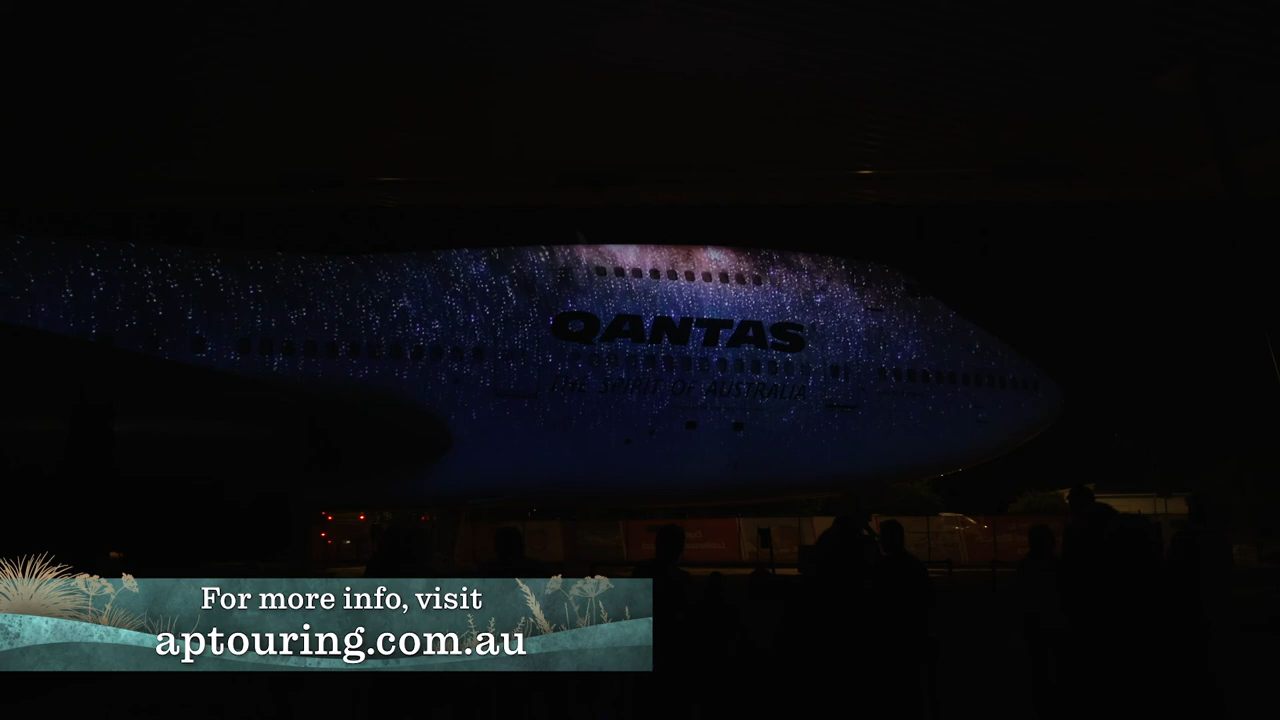 QANTAS
THE SPIRIT OF AUSTRALIA
For more info, visit
aptouring.com.au